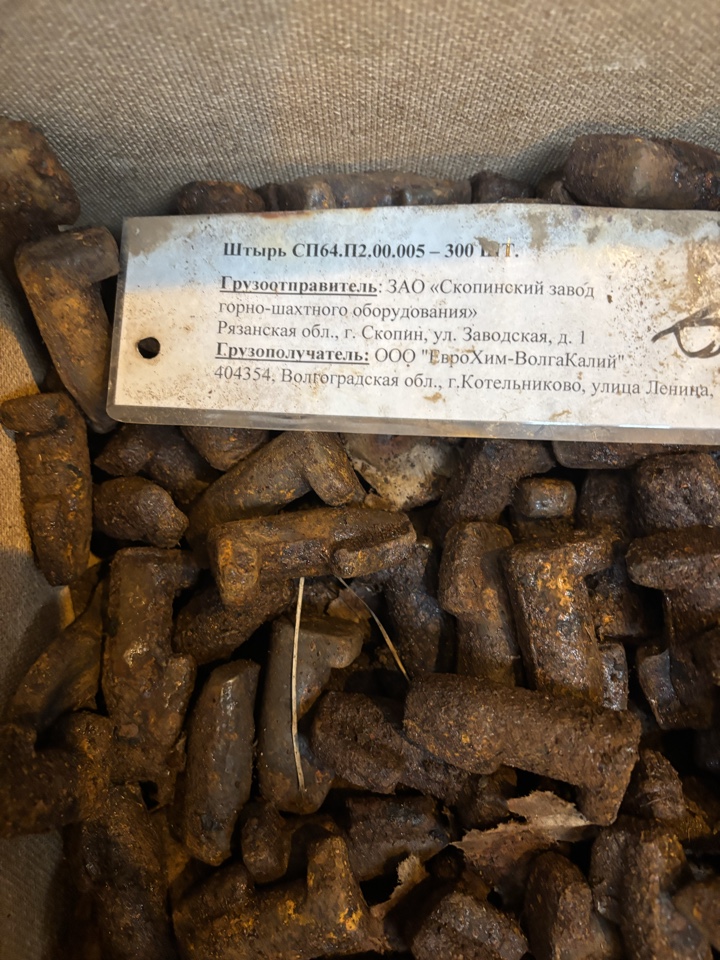 Штырь СП64.П2.00.005 – 300 ШТ.
Грузоотправитель: ЗАО «Скопинский завод
горно-шахтного оборудования»
Рязанская обл., г. Скопин, ул. Заводская, д. 1
Грузополучатель: ООО "ЕвроХим-ВолгаКалий"
404354, Волгоградская обл., г.Котельниково, улица Ленина,